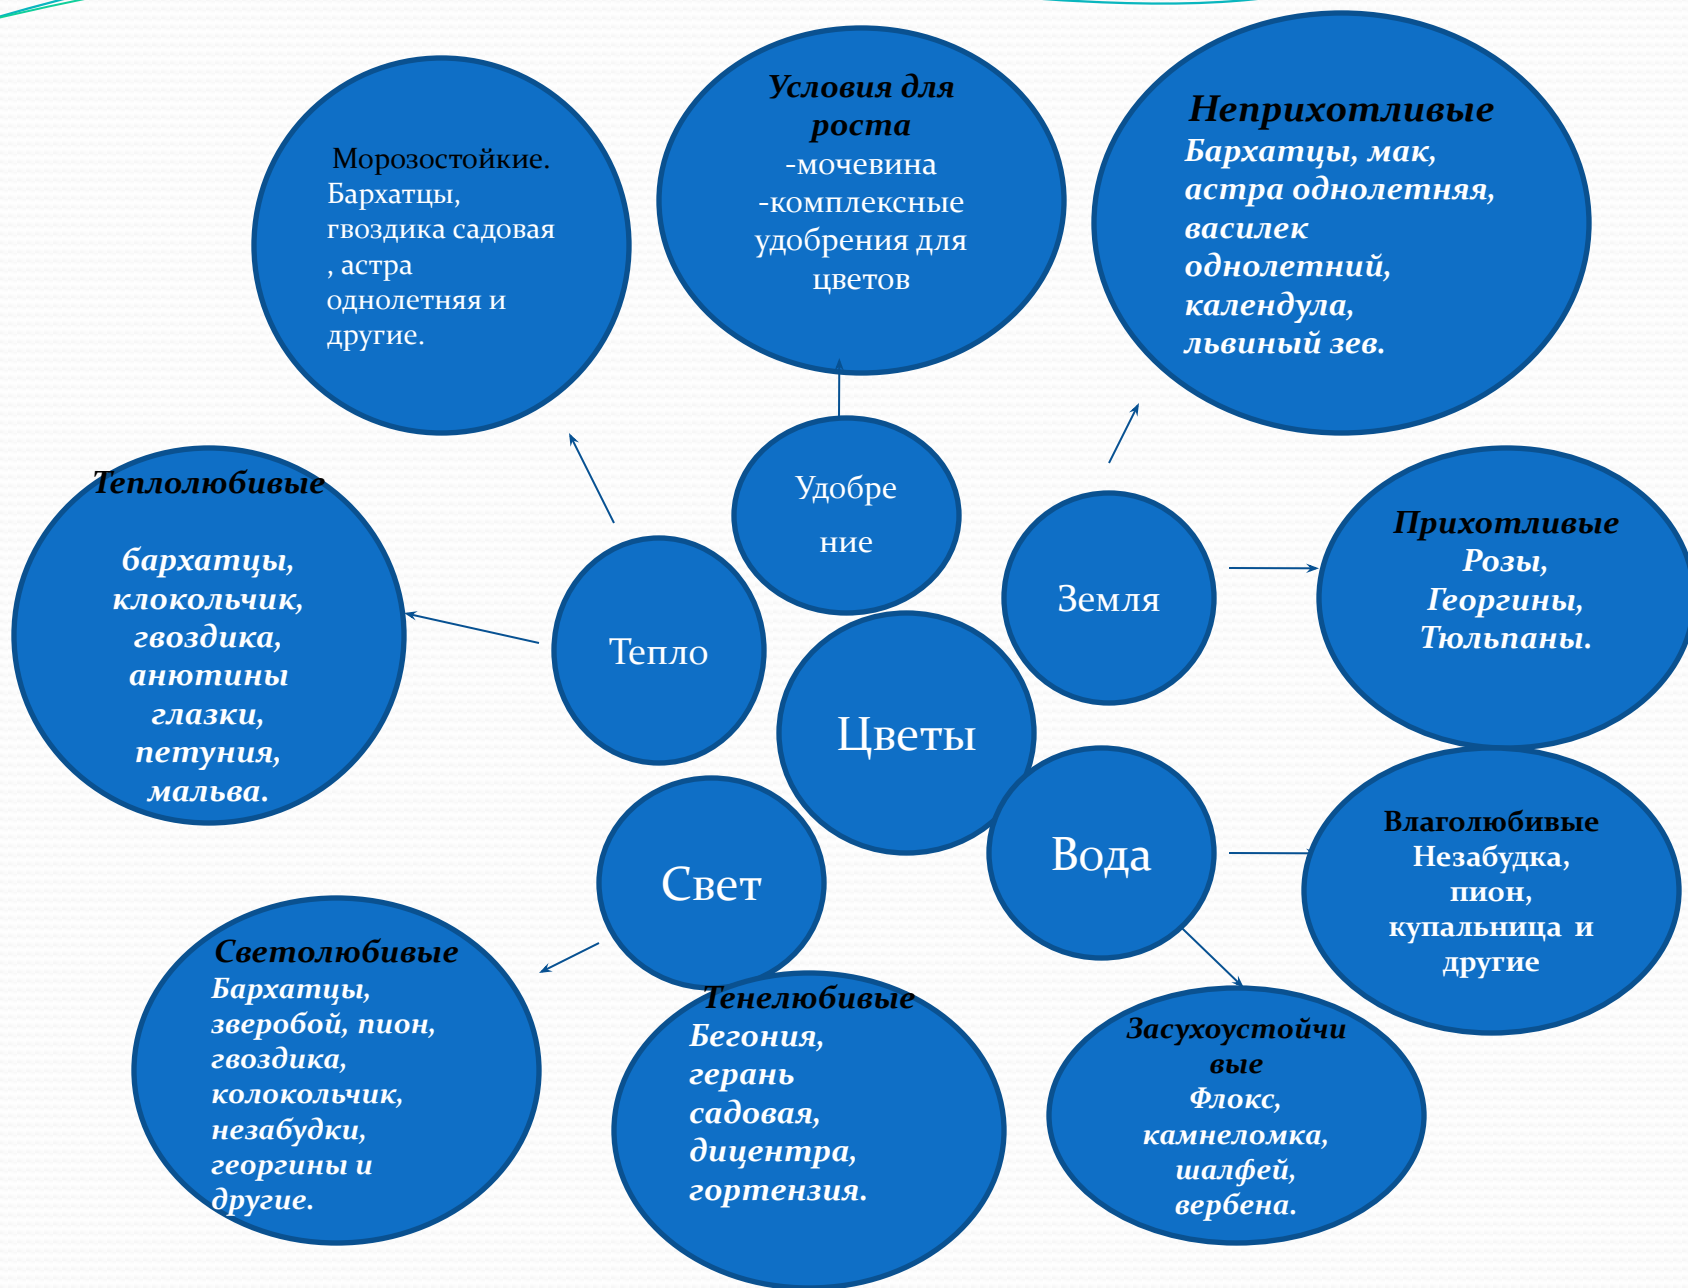 Условия для
роста
-мочевина
-комплексные
удобрения для
цветов
Неприхотливые
Бархатцы, мак,
астра однолетняя,
василек
однолетний,
календула,
львиный зев.
Морозостойкие.
Бархатцы,
гвоздика садовая
, астра
однолетняя и
другие.
Теплолюбивые
бархатцы,
клокольчик,
гвоздика,
анютины
глазки,
петуния,
мальва.
Удобре
ние
Земля
Прихотливые
Розы,
Георгины,
Тюльпаны.
Тепло
Цветы
Вода
Влаголюбивые
Незабудка,
пион,
купальница и
другие
Свет
Светолюбивые
Бархатцы,
зверобой, пион,
гвоздика,
колокольчик,
незабудки,
георгины и
другие.
Тенелюбивые
Бегония,
герань
садовая,
дицентра,
гортензия.
Засухоустойчи
вые
Флокс,
камнеломка,
шалфей,
вербена.